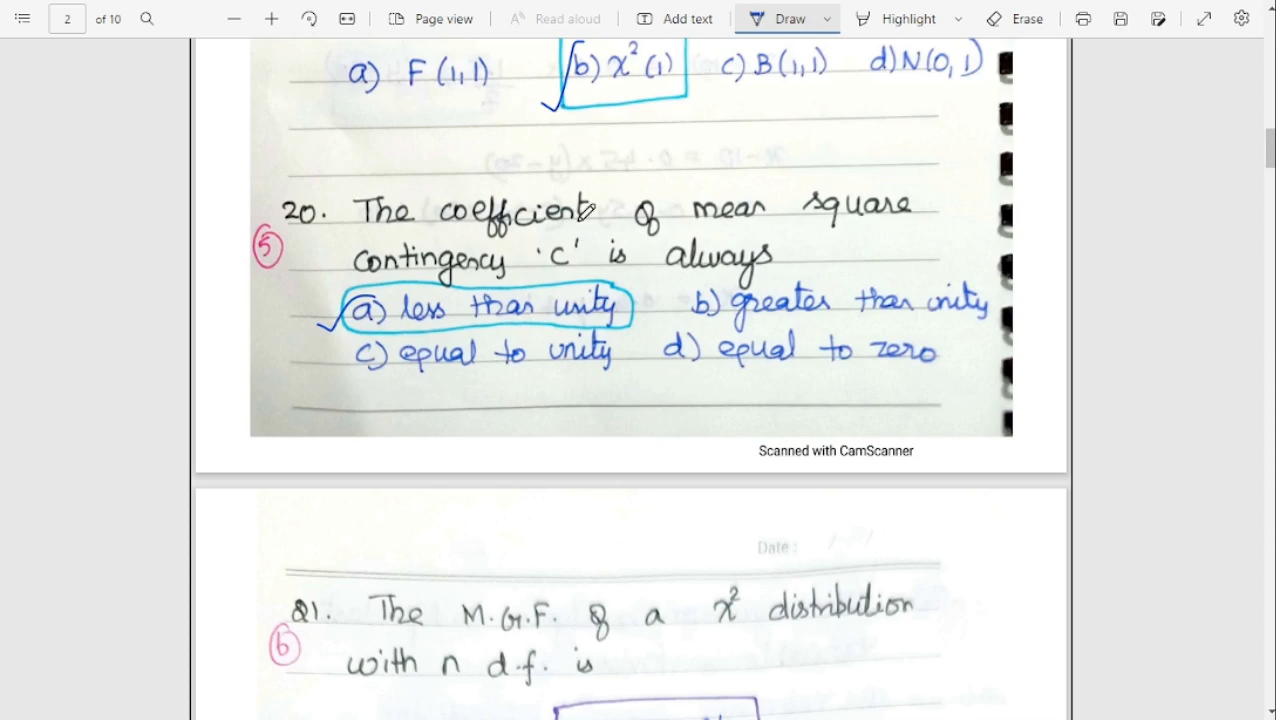 2 of 10 Page view Read aloud Add text Draw Highlight Erase
a) F (1,1) b) χ² (1) c) B(1,1) d) N(0,1)
20. The coefficient of mean square
5
contingency 'c' is always
a) less than unity b) greater than unity
c) equal to unity d) equal to zero
Scanned with CamScanner
Date :
21. The M.G.F. of a χ² distribution
6
with n d.f. is